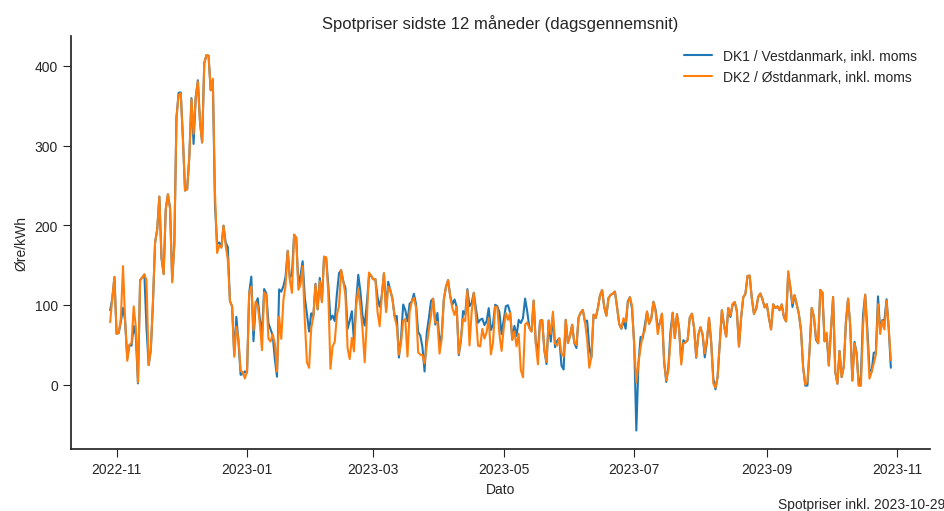 Spotpriser sidste 12 måneder (dagsgennemsnit)
DK1 / Vestdanmark, inkl. moms
DK2 / Østdanmark, inkl. moms
400
300
200
100
0
Øre/kWh
2022-11 2023-01 2023-03 2023-05 2023-07 2023-09 2023-11
Dato
Spotpriser inkl. 2023-10-29